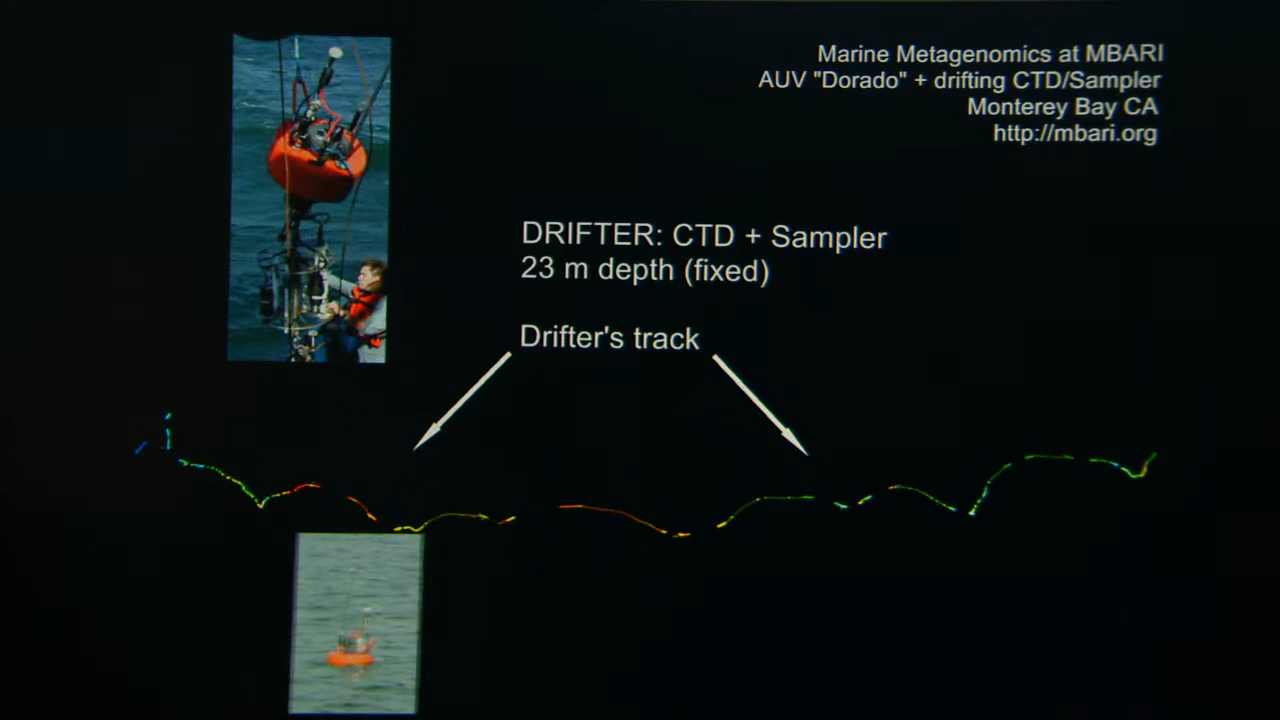 Marine Metagenomics at MBARI
AUV "Dorado" + drifting CTD/Sampler
Monterey Bay CA
http://mbari.org
DRIFTER: CTD + Sampler
23 m depth (fixed)
Drifter's track